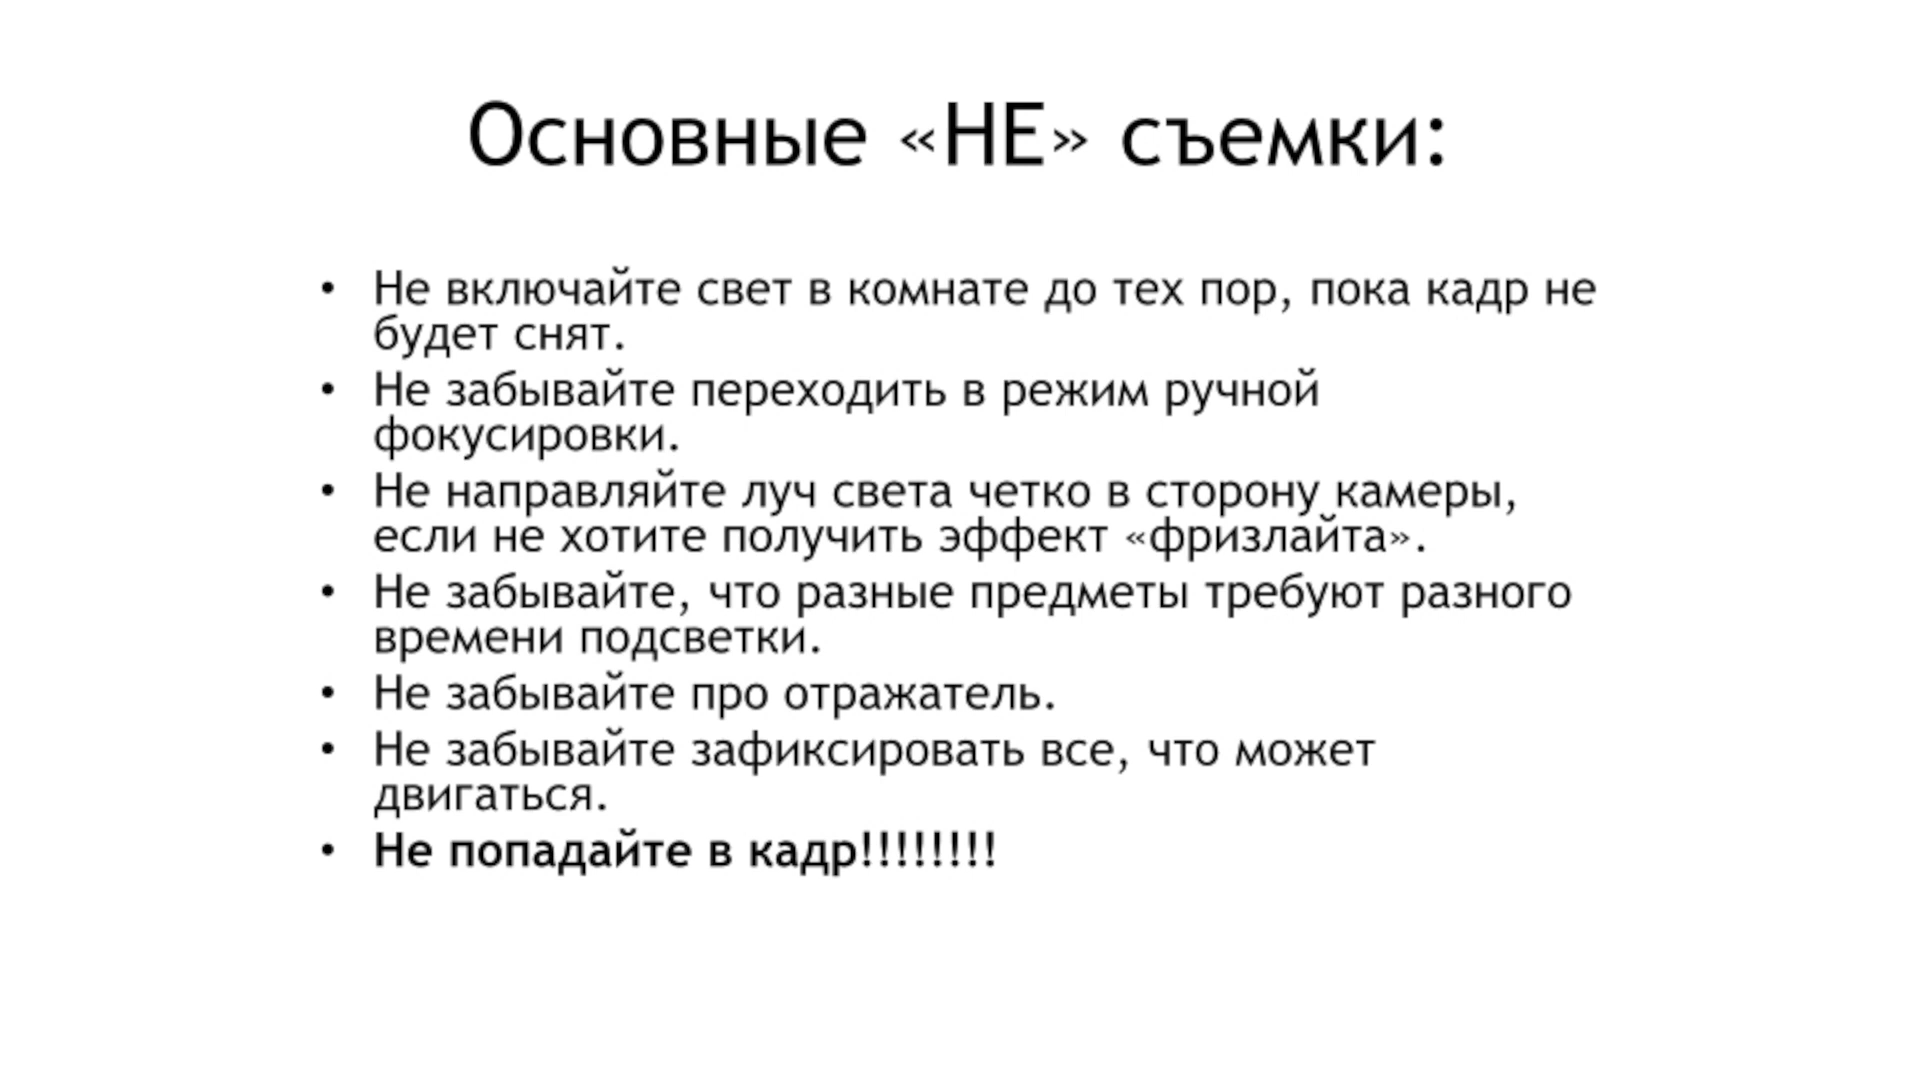 Основные «НЕ» съемки:
• Не включайте свет в комнате до тех пор, пока кадр не
будет снят.
• Не забывайте переходить в режим ручной
фокусировки.
• Не направляйте луч света четко в сторону камеры,
если не хотите получить эффект «фризлайта».
• Не забывайте, что разные предметы требуют разного
времени подсветки.
• Не забывайте про отражатель.
• Не забывайте зафиксировать все, что может
двигаться.
• Не попадайте в кадр!!!!!!!!